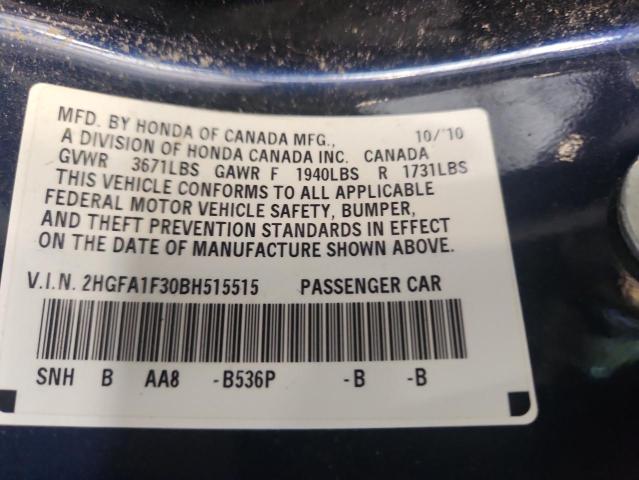 MFD. BY HONDA OF CANADA MFG., 10/'10
A DIVISION OF HONDA CANADA INC. CANADA
GVWR 3671LBS GAWR F 1940LBS R 1731LBS
THIS VEHICLE CONFORMS TO ALL APPLICABLE
FEDERAL MOTOR VEHICLE SAFETY, BUMPER,
AND THEFT PREVENTION STANDARDS IN EFFECT
ON THE DATE OF MANUFACTURE SHOWN ABOVE.
V.I.N. 2HGFA1F30BH515515 PASSENGER CAR
SNH B AA8 -B536P -B -B